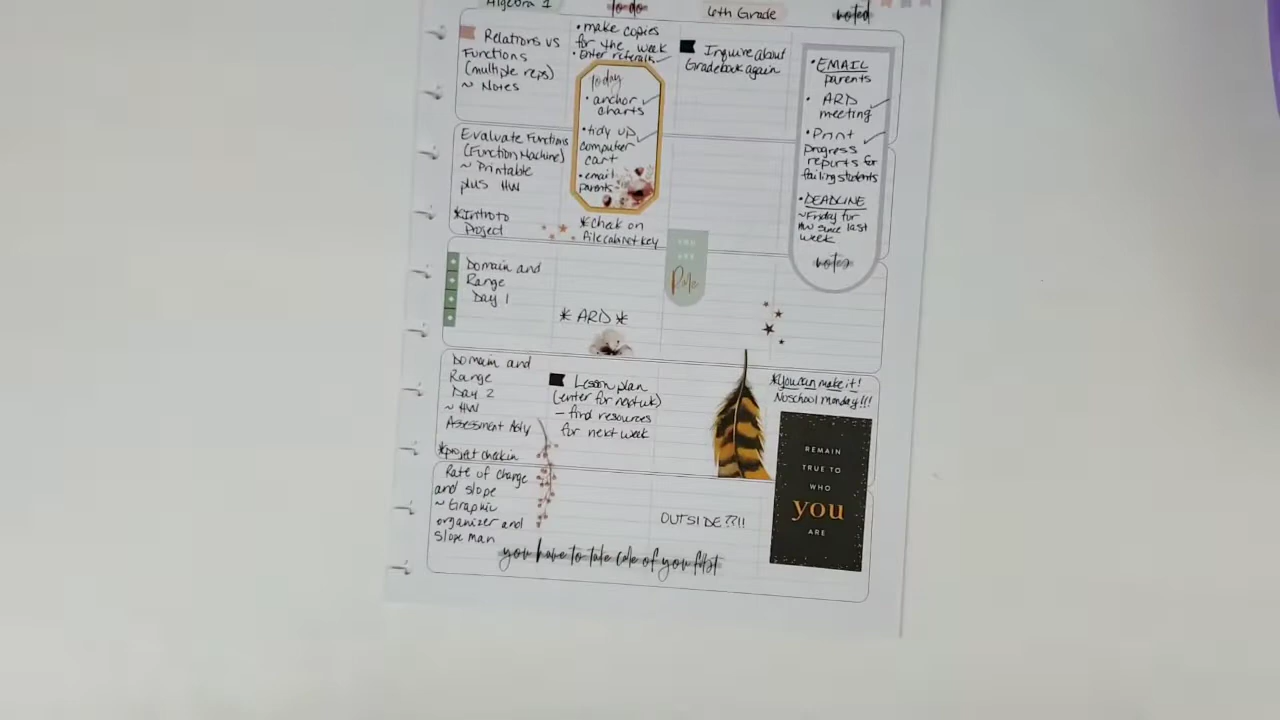 Algebra 1
to do
6th Grade
noted
Relations vs
Functions
(multiple reps)
~ Notes
• make copies
for the week
• Enter referrals
today
• anchor
charts
• tidy up
computer
cart
• email
parents
*check on
file cabinet key
Inquire about
Gradebook again
• EMAIL
parents
• ARD
meeting
• Print
progress
reports for
failing students
• DEADLINE
~Friday for
HW since last
week
notes
Evaluate Functions
(Function Machine)
~ Printable
plus HW
*Intro to
Project
YOU
ARE
Domain and
Range
Day 1
* ARD *
Domain and
Range
Day 2
~ HW
Assessment
*project checkin
Lesson plan
(enter for next wk)
- find resources
for next week
*You can make it!
No school Monday!!!
REMAIN
TRUE TO
WHO
you
ARE
Rate of change
and slope
~ Graphic
organizer and
slope man
OUTSIDE??!!
you have to take care of you first